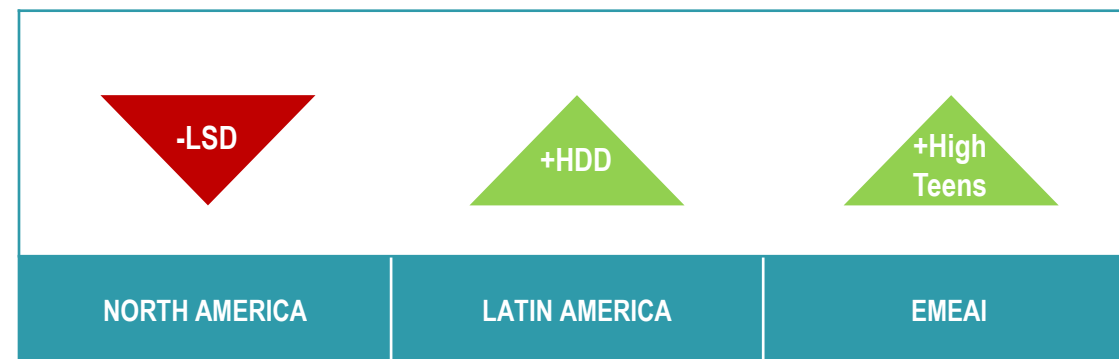 -LSD
+HDD
+High
Teens
NORTH AMERICA
LATIN AMERICA
EMEAI